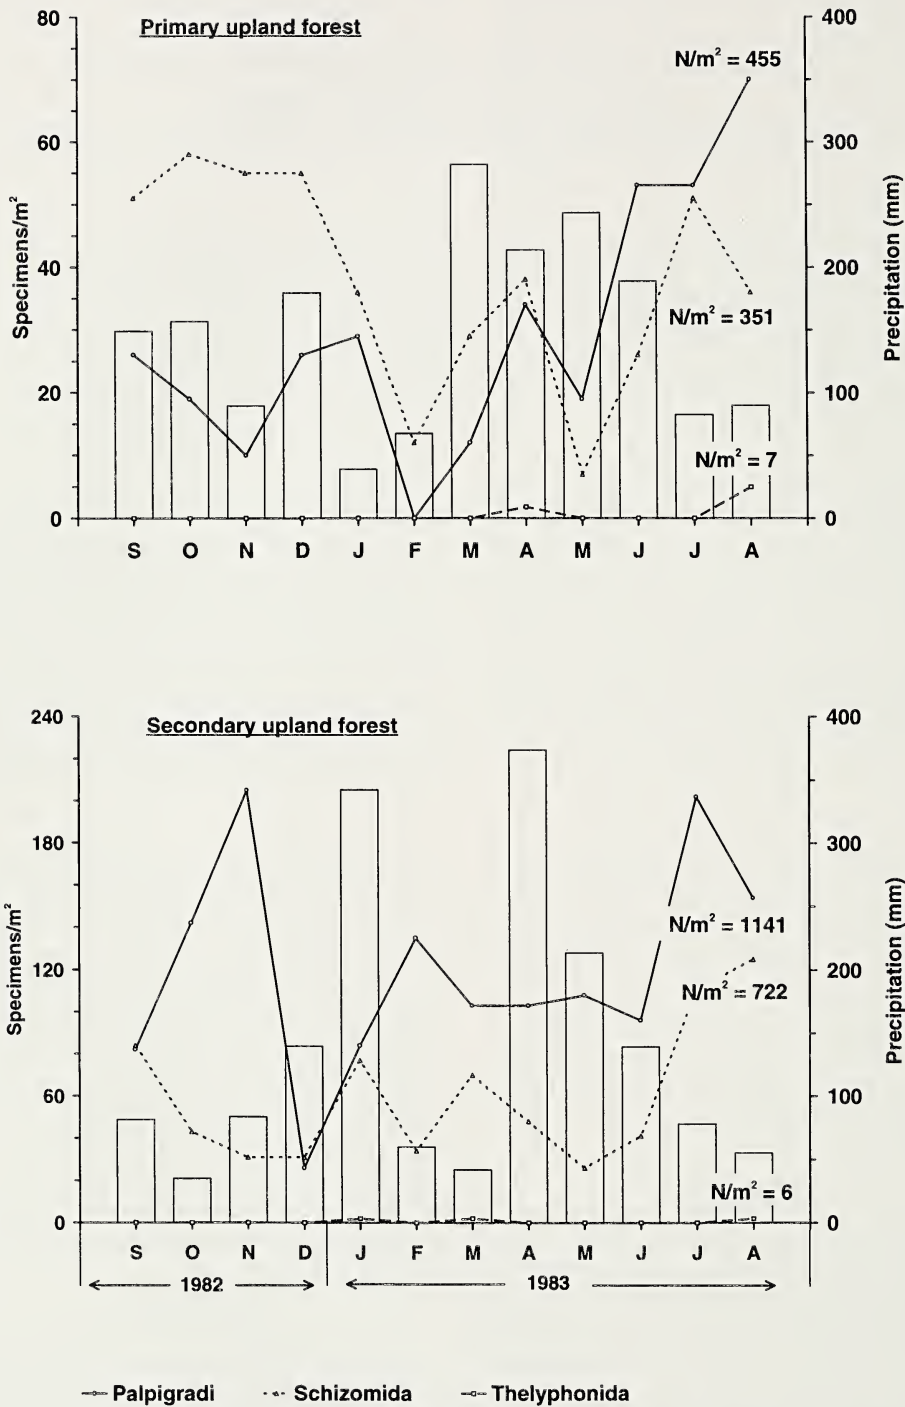 Primary upland forest
80
60
40
20
0
Specimens/m²
400
300
200
100
0
Precipitation (mm)
N/m² = 455
N/m² = 351
N/m² = 7
S O N D J F M A M J J A
Secondary upland forest
240
180
120
60
0
Specimens/m²
400
300
200
100
0
Precipitation (mm)
N/m² = 1141
N/m² = 722
N/m² = 6
S O N D J F M A M J J A
1982 1983
Palpigradi Schizomida Thelyphonida